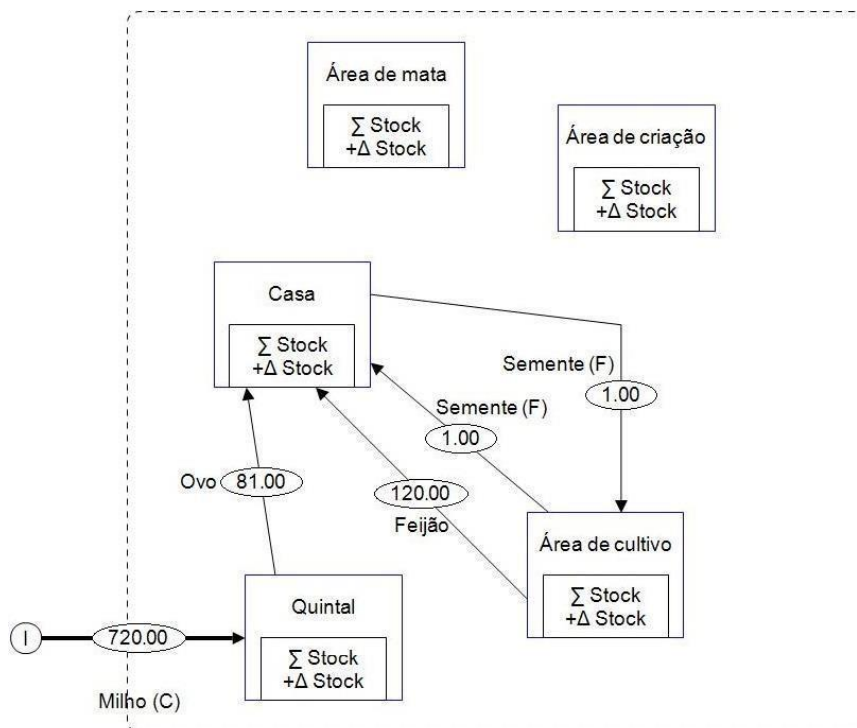 Área de mata
∑ Stock
+Δ Stock
Área de criação
∑ Stock
+Δ Stock
Casa
∑ Stock
+Δ Stock
Semente (F)
1.00
Semente (F)
1.00
Ovo
81.00
120.00
Feijão
Área de cultivo
∑ Stock
+Δ Stock
Quintal
∑ Stock
+Δ Stock
I
720.00
Milho (C)